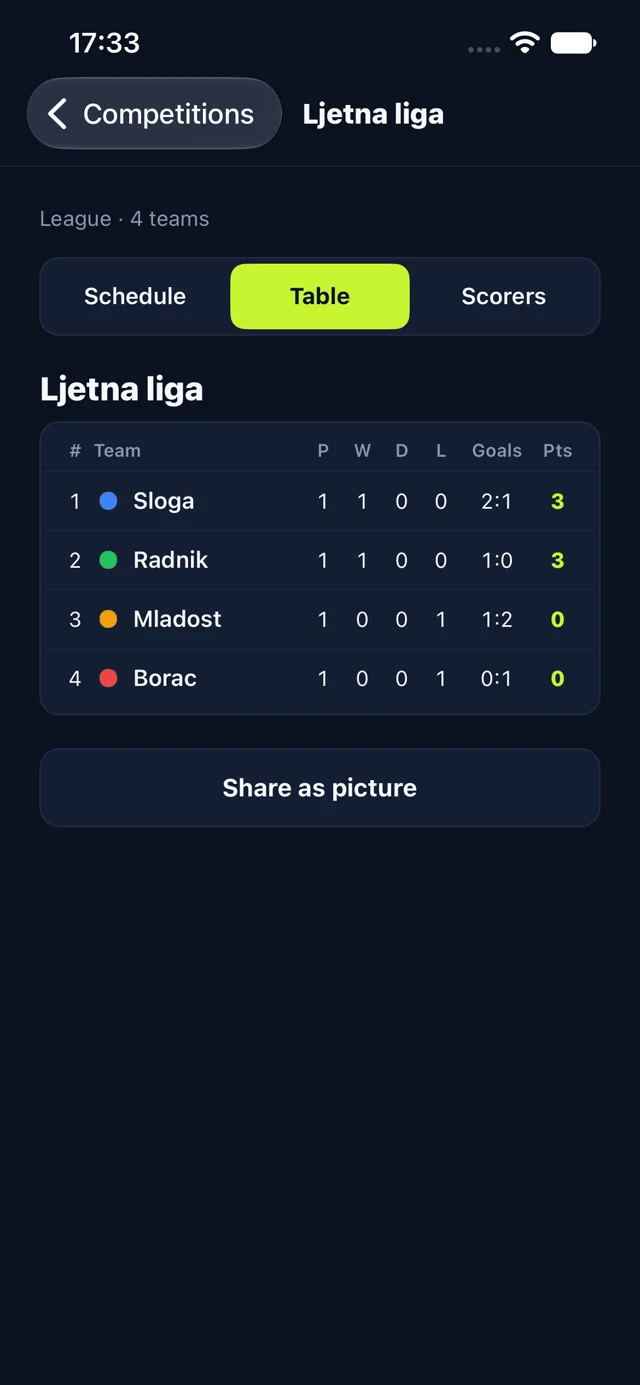 17:33
Competitions Ljetna liga
League · 4 teams
Schedule Table Scorers
Ljetna liga
# Team P W D L Goals Pts
1 Sloga 1 1 0 0 2:1 3
2 Radnik 1 1 0 0 1:0 3
3 Mladost 1 0 0 1 1:2 0
4 Borac 1 0 0 1 0:1 0
Share as picture